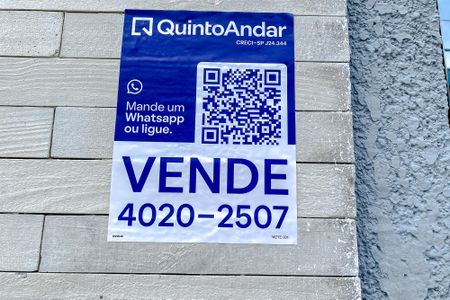 QuintoAndar
CRECI-SP J24.344
Mande um
Whatsapp
ou ligue.
VENDE
4020-2507